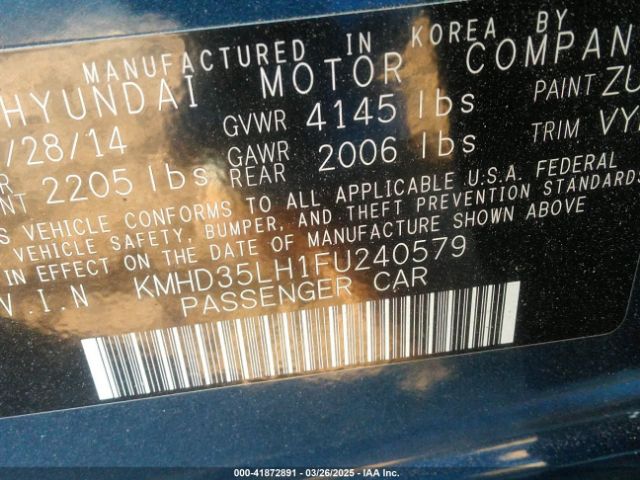 MANUFACTURED IN KOREA BY
HYUNDAI MOTOR COMPAN
/28/14 GVWR 4145 lbs PAINT ZU
GAWR REAR 2006 lbs TRIM VY
NT 2205 lbs
S VEHICLE CONFORMS TO ALL APPLICABLE U.S.A. FEDERAL
VEHICLE SAFETY, BUMPER, AND THEFT PREVENTION STANDARDS
IN EFFECT ON THE DATE OF MANUFACTURE SHOWN ABOVE
V.I.N KMHD35LH1FU240579
PASSENGER CAR
000-41872891 - 03/26/2025 - IAA Inc.